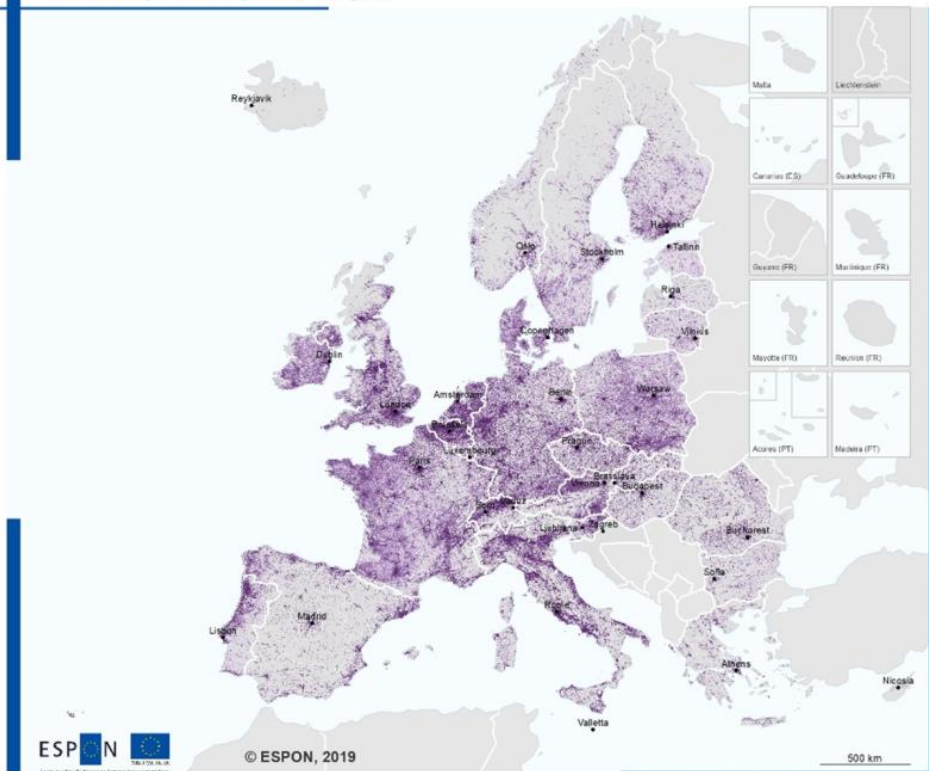 Malta
Liechtenstein
Reykjavik
Canarias (ES)
Guadeloupe (FR)
Helsinki
Oslo
Tallinn
Stockholm
Guyane (FR)
Martinique (FR)
Riga
Vilnius
Copenhagen
Mayotte (FR)
Reunion (FR)
Dublin
Amsterdam
Berlin
Warsaw
London
Brussels
Acores (PT)
Madeira (PT)
Luxembourg
Prague
Paris
Bratislava
Vienna
Budapest
Vaduz
Ljubljana
Zagreb
Bucharest
Sofia
Rome
Madrid
Lisbon
Athens
Nicosia
Valletta
ESPON
© ESPON, 2019
500 km